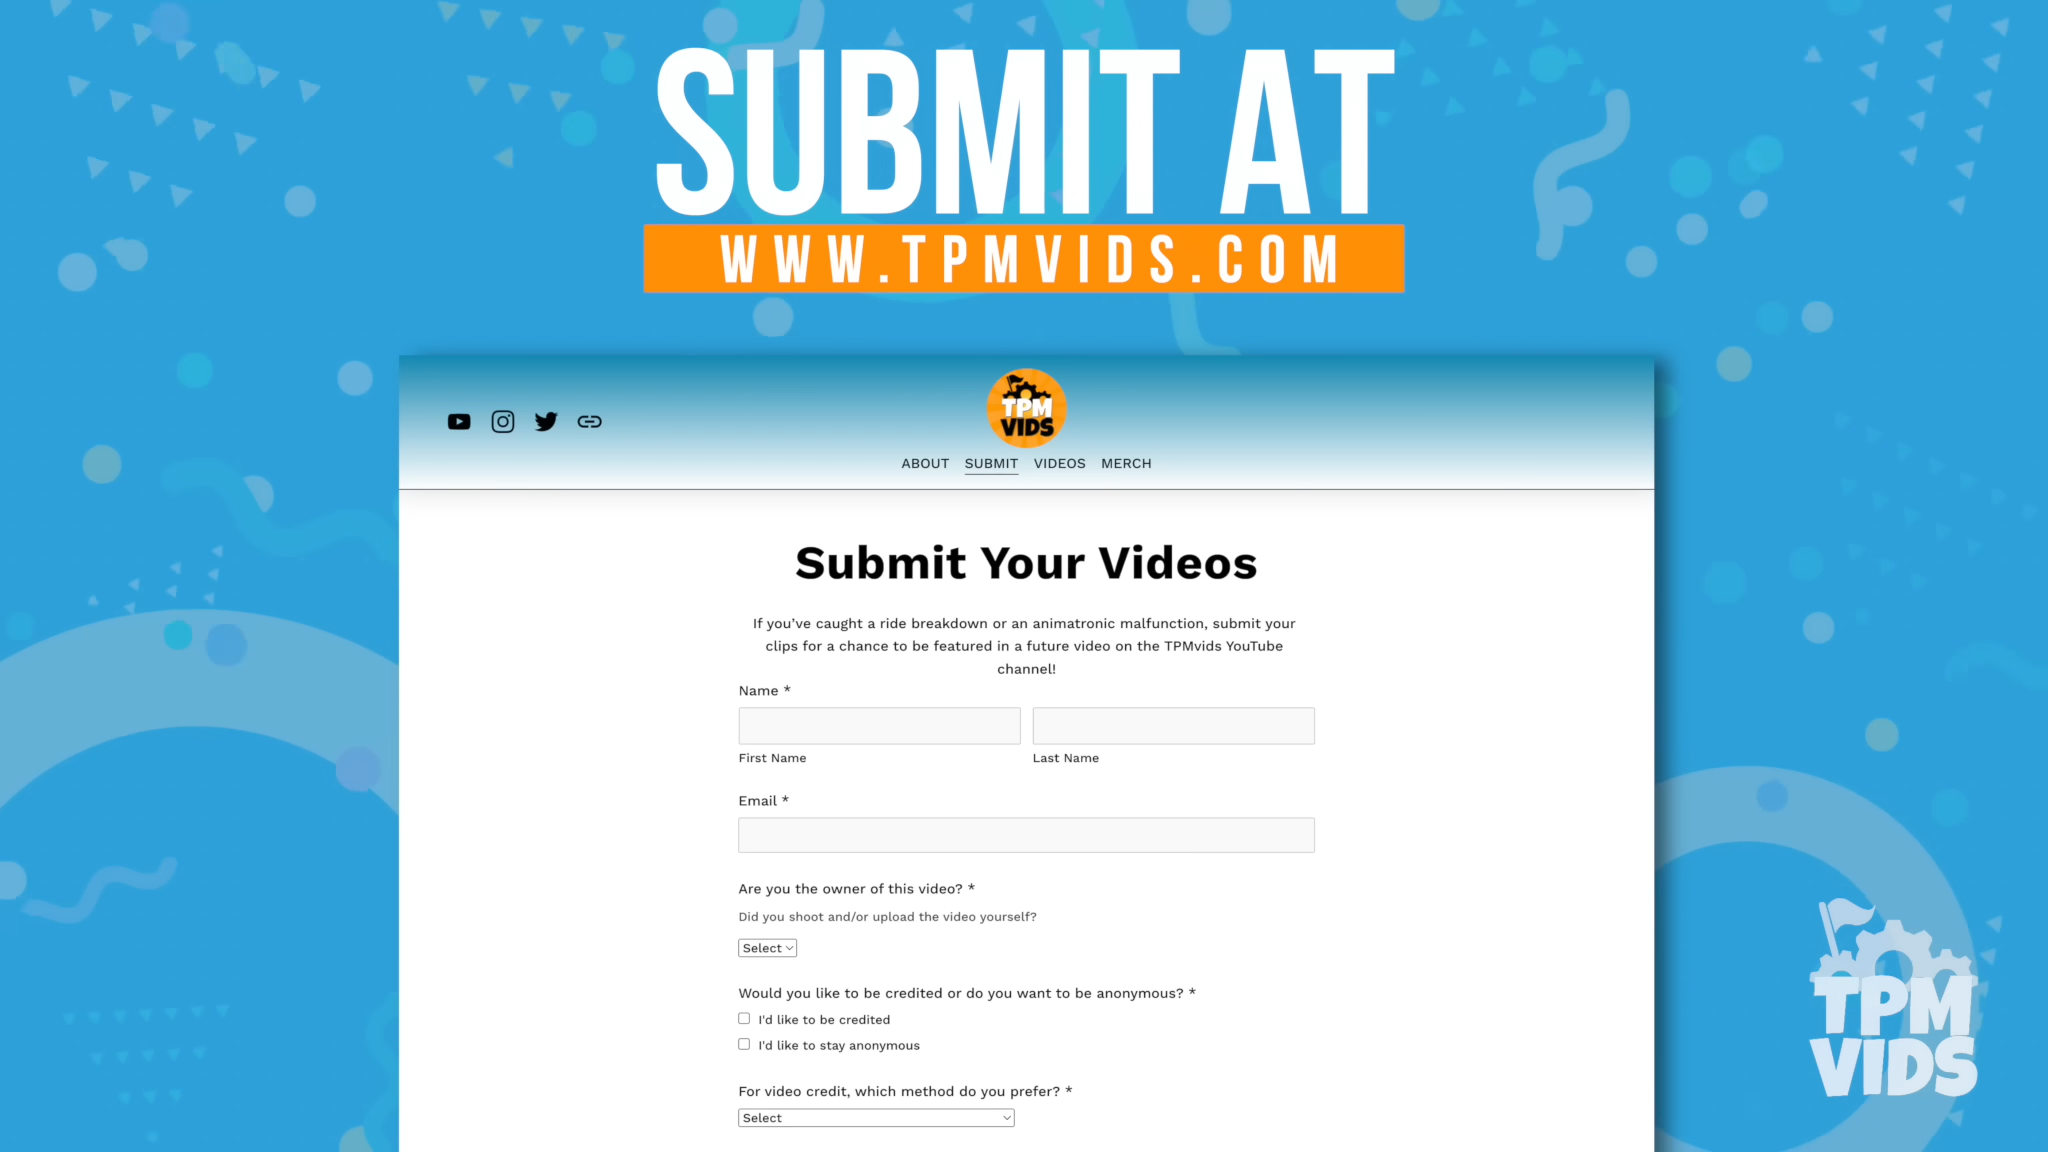 SUBMIT AT
WWW.TPMVIDS.COM
TPM
VIDS
ABOUT SUBMIT VIDEOS MERCH
Submit Your Videos
If you’ve caught a ride breakdown or an animatronic malfunction, submit your
clips for a chance to be featured in a future video on the TPMvids YouTube
channel!
Name *
First Name Last Name
Email *
Are you the owner of this video? *
Did you shoot and/or upload the video yourself?
Select
Would you like to be credited or do you want to be anonymous? *
I'd like to be credited
I'd like to stay anonymous
For video credit, which method do you prefer? *
Select
TPM
VIDS